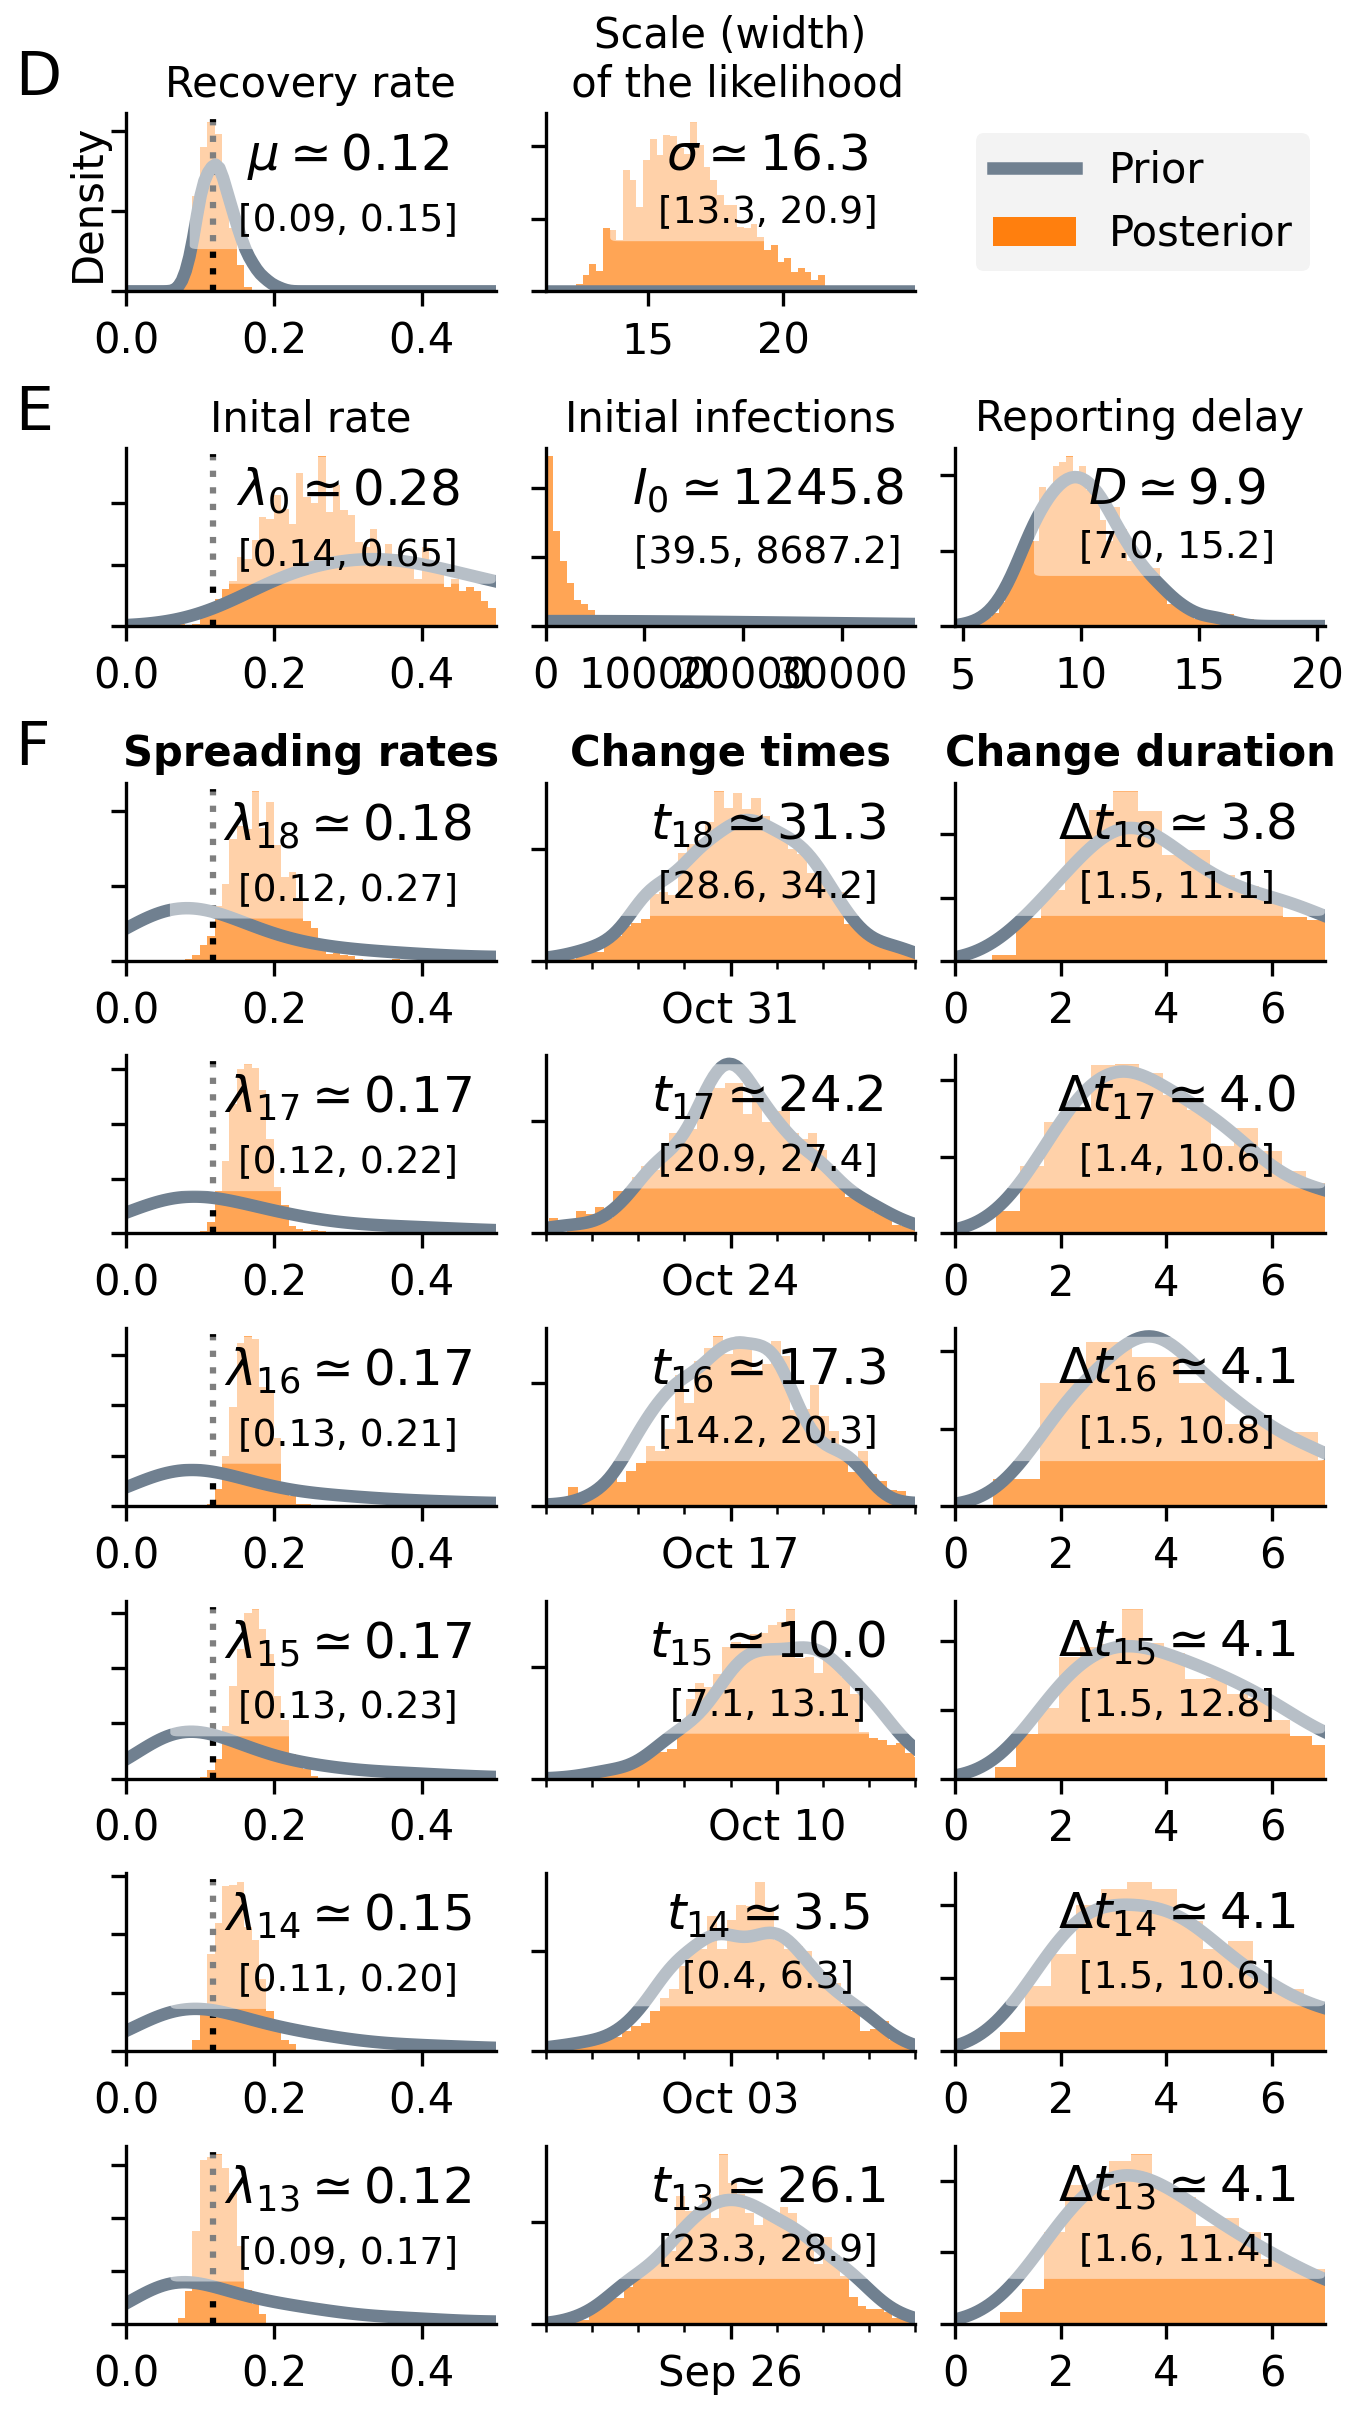 D
Recovery rate
Scale (width)
of the likelihood
Density
μ ≃ 0.12
[0.09, 0.15]
σ ≃ 16.3
[13.3, 20.9]
Prior
Posterior
0.0 0.2 0.4
15 20
E
Inital rate
Initial infections
Reporting delay
λ0 ≃ 0.28
[0.14, 0.65]
I0 ≃ 1245.8
[39.5, 8687.2]
D ≃ 9.9
[7.0, 15.2]
0.0 0.2 0.4
0 10000 20000 30000
5 10 15 20
F
Spreading rates
Change times
Change duration
λ18 ≃ 0.18
[0.12, 0.27]
t18 ≃ 31.3
[28.6, 34.2]
Δt18 ≃ 3.8
[1.5, 11.1]
0.0 0.2 0.4
Oct 31
0 2 4 6
λ17 ≃ 0.17
[0.12, 0.22]
t17 ≃ 24.2
[20.9, 27.4]
Δt17 ≃ 4.0
[1.4, 10.6]
0.0 0.2 0.4
Oct 24
0 2 4 6
λ16 ≃ 0.17
[0.13, 0.21]
t16 ≃ 17.3
[14.2, 20.3]
Δt16 ≃ 4.1
[1.5, 10.8]
0.0 0.2 0.4
Oct 17
0 2 4 6
λ15 ≃ 0.17
[0.13, 0.23]
t15 ≃ 10.0
[7.1, 13.1]
Δt15 ≃ 4.1
[1.5, 12.8]
0.0 0.2 0.4
Oct 10
0 2 4 6
λ14 ≃ 0.15
[0.11, 0.20]
t14 ≃ 3.5
[0.4, 6.3]
Δt14 ≃ 4.1
[1.5, 10.6]
0.0 0.2 0.4
Oct 03
0 2 4 6
λ13 ≃ 0.12
[0.09, 0.17]
t13 ≃ 26.1
[23.3, 28.9]
Δt13 ≃ 4.1
[1.6, 11.4]
0.0 0.2 0.4
Sep 26
0 2 4 6